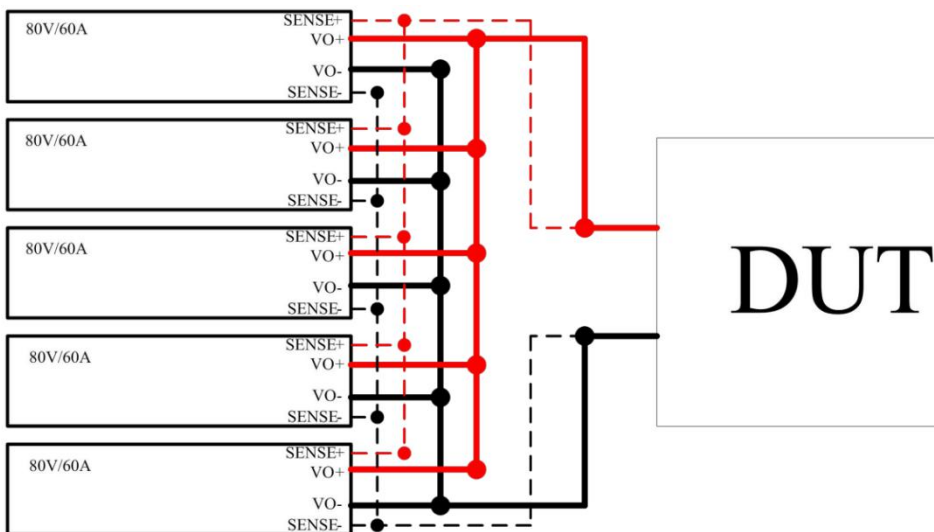 80V/60A
SENSE+
VO+
VO-
SENSE-
80V/60A
SENSE+
VO+
VO-
SENSE-
80V/60A
SENSE+
VO+
VO-
SENSE-
80V/60A
SENSE+
VO+
VO-
SENSE-
80V/60A
SENSE+
VO+
VO-
SENSE-
DUT